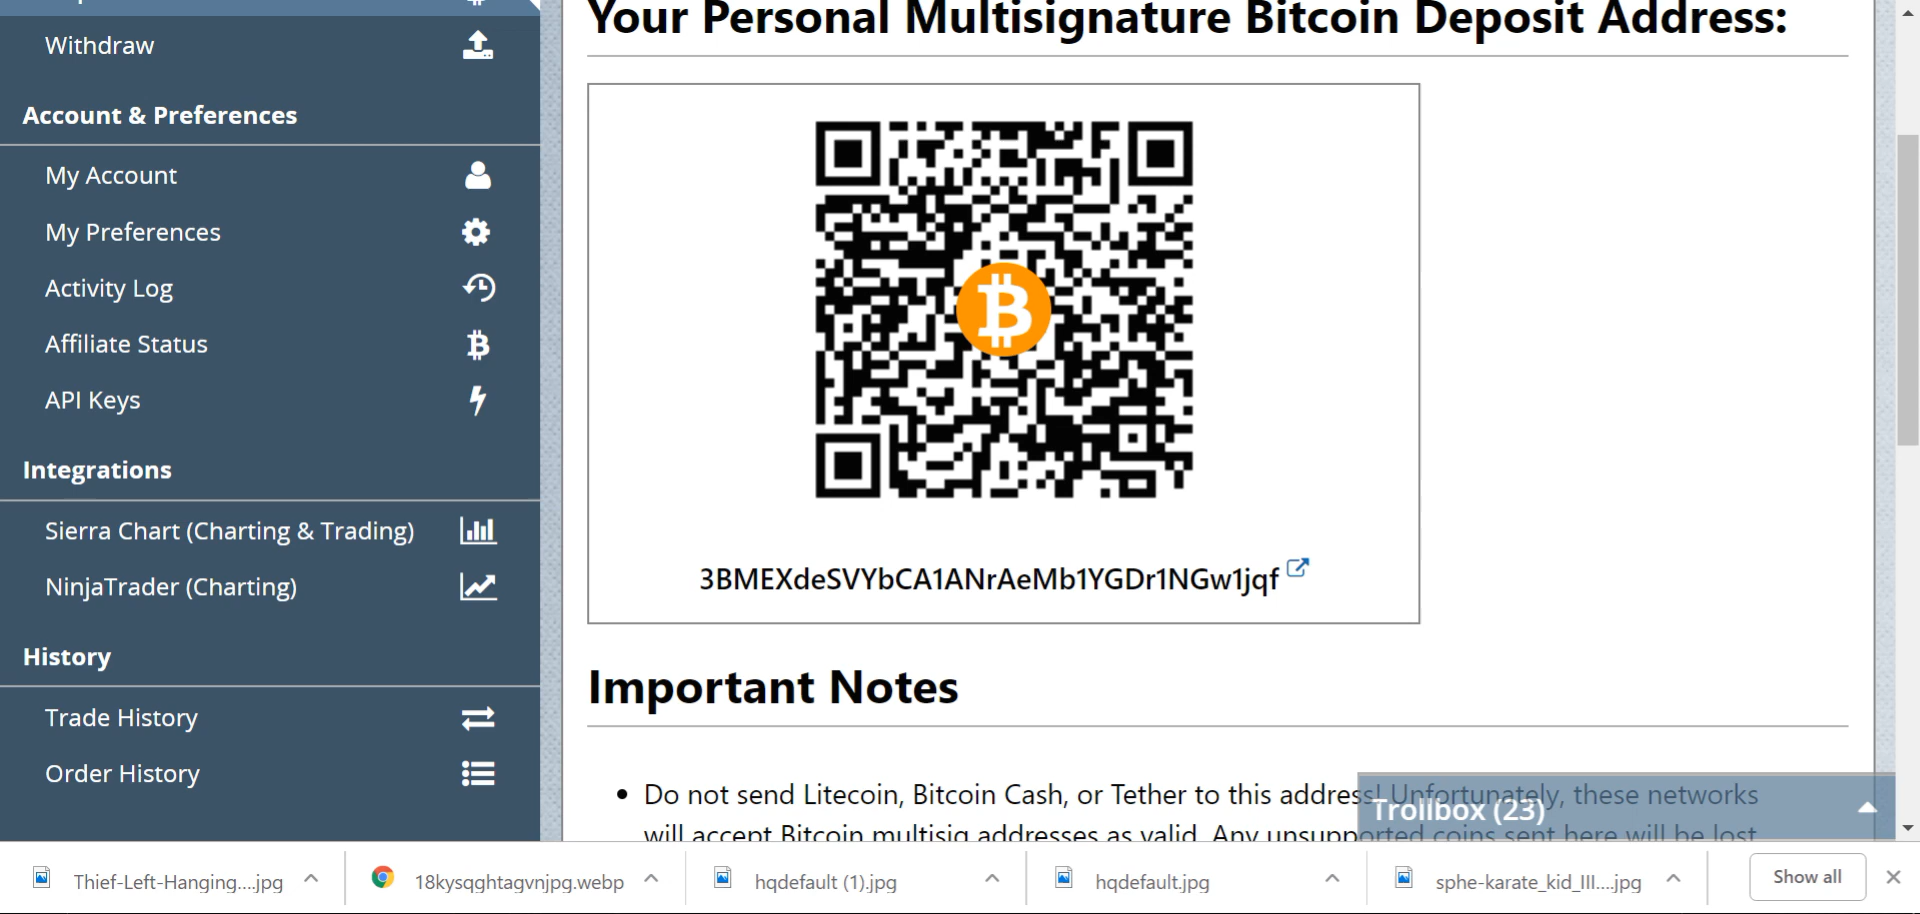 Your Personal Multisignature Bitcoin Deposit Address:
Withdraw
Account & Preferences
My Account
My Preferences
Activity Log
Affiliate Status
API Keys
Integrations
Sierra Chart (Charting & Trading)
NinjaTrader (Charting)
History
Trade History
Order History
3BMEXdeSVYbCA1ANrAeMb1YGDr1NGw1jqf
Important Notes
• Do not send Litecoin, Bitcoin Cash, or Tether to this address! Unfortunately, these networks
will accept Bitcoin multisig addresses as valid. Any unsupported coins sent here will be lost
Trollbox (23)
Thief-Left-Hanging....jpg
18kysqghtagvnjpg.webp
hqdefault (1).jpg
hqdefault.jpg
sphe-karate_kid_III....jpg
Show all